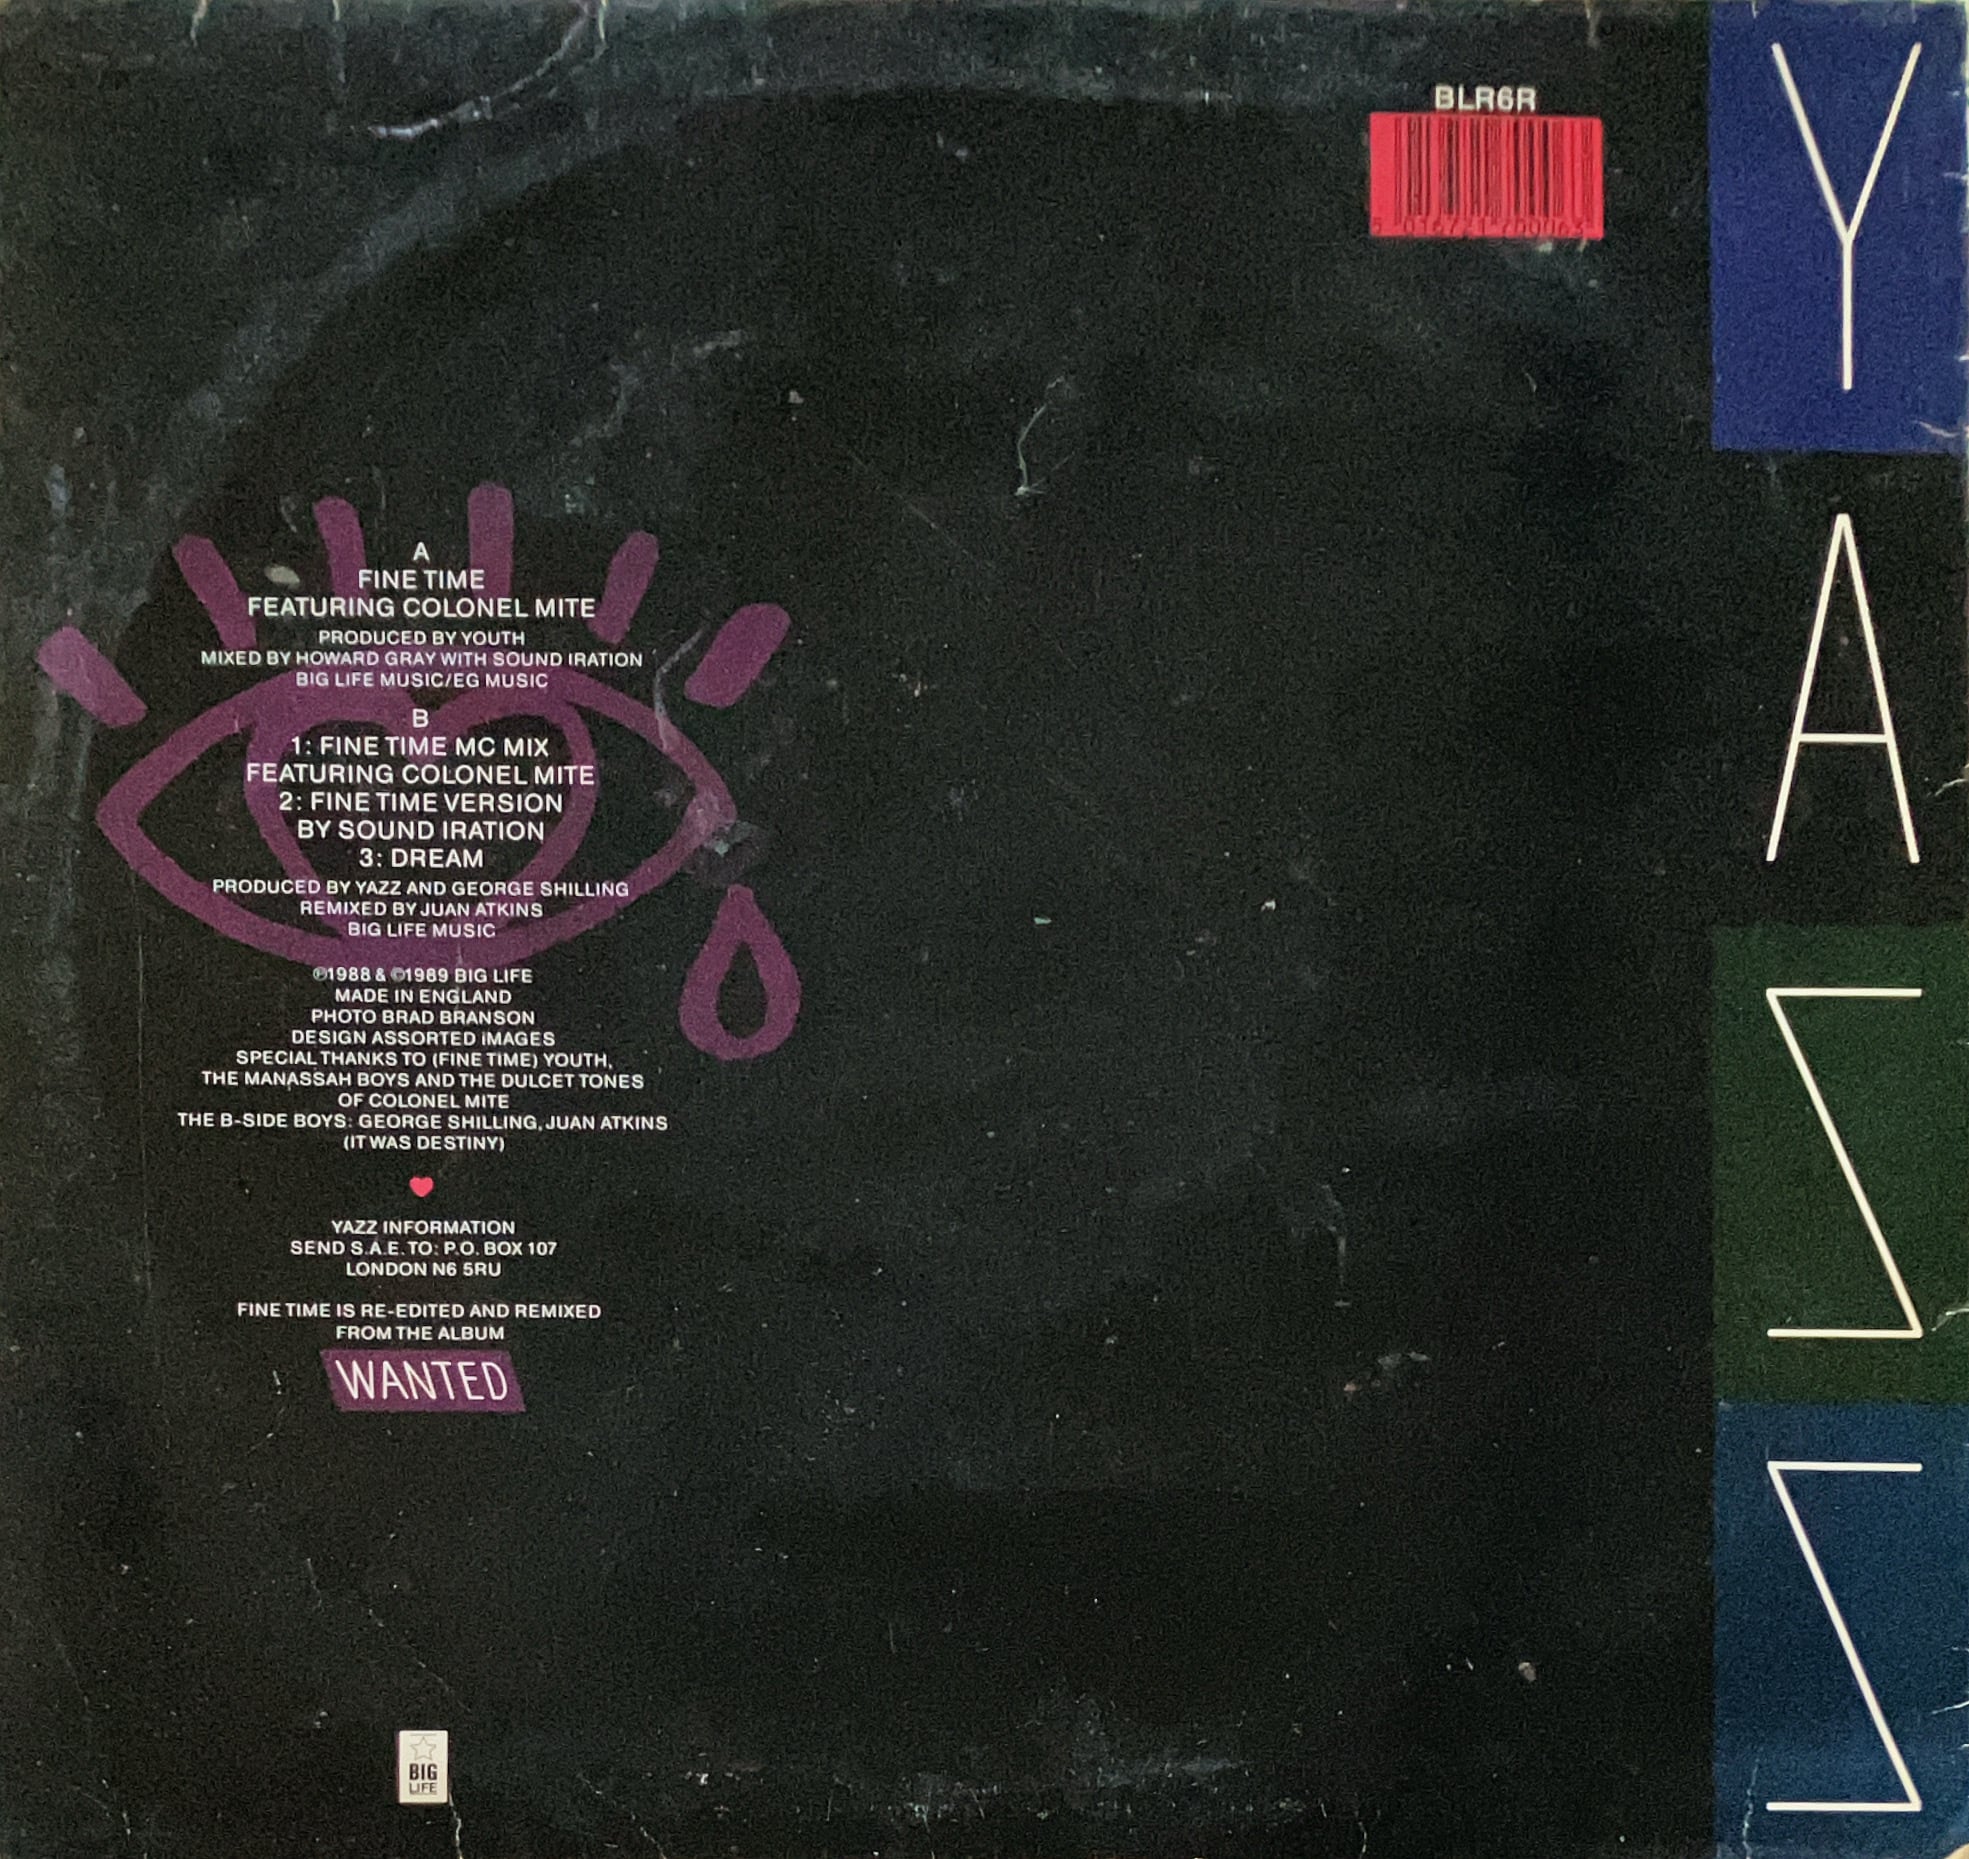 BLR6R
A
FINE TIME
FEATURING COLONEL MITE
PRODUCED BY YOUTH
MIXED BY HOWARD GRAY WITH SOUND IRATION
BIG LIFE MUSIC/EG MUSIC
B
1: FINE TIME MC MIX
FEATURING COLONEL MITE
2: FINE TIME VERSION
BY SOUND IRATION
3: DREAM
PRODUCED BY YAZZ AND GEORGE SHILLING
REMIXED BY JUAN ATKINS
BIG LIFE MUSIC
℗1988 & ©1989 BIG LIFE
MADE IN ENGLAND
PHOTO BRAD BRANSON
DESIGN ASSORTED iMAGES
SPECIAL THANKS TO (FINE TIME) YOUTH,
THE MANASSAH BOYS AND THE DULCET TONES
OF COLONEL MITE
THE B-SIDE BOYS: GEORGE SHILLING, JUAN ATKINS
(IT WAS DESTINY)
YAZZ INFORMATION
SEND S.A.E. TO: P.O. BOX 107
LONDON N6 5RU
FINE TIME IS RE-EDITED AND REMIXED
FROM THE ALBUM
WANTED
BIG
LIFE
Y
A
Z
Z